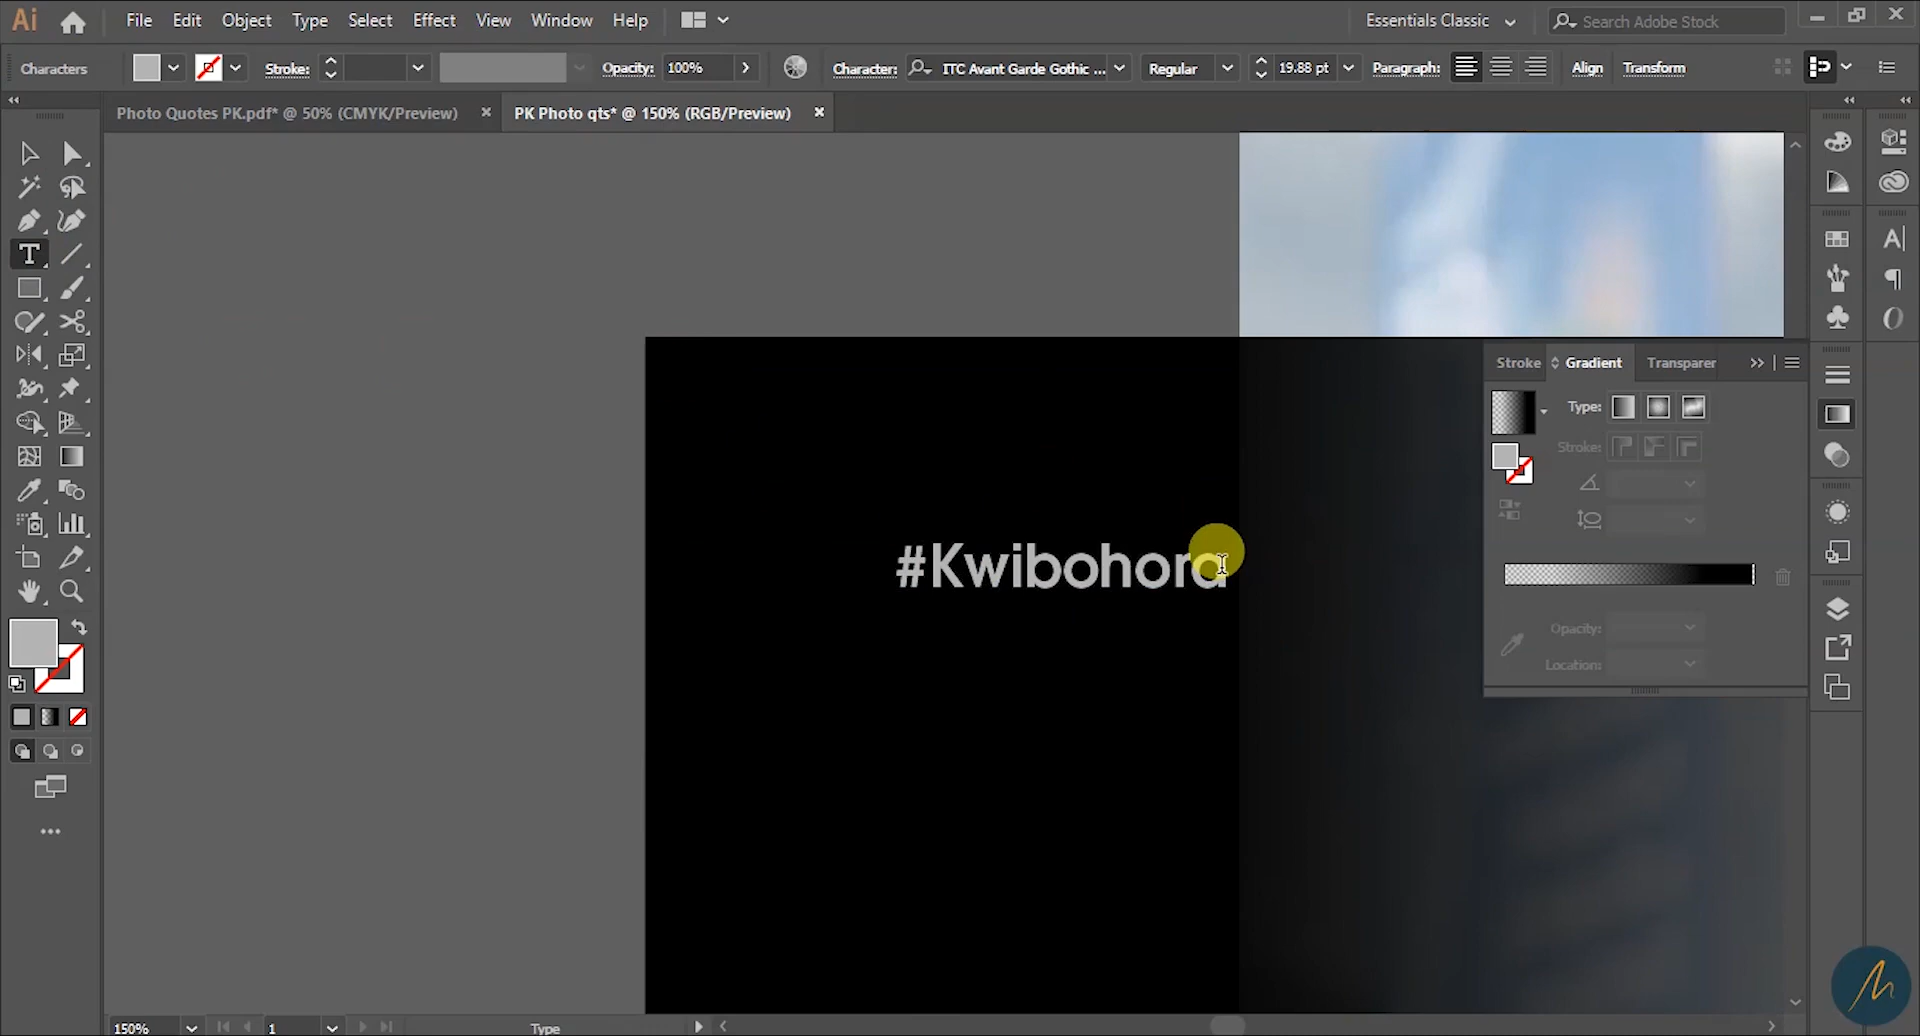 Ai File Edit Object Type Select Effect View Window Help Essentials Classic Search Adobe Stock
Characters Stroke: Opacity: 100% Character: ITC Avant Garde Gothic ... Regular 19.88 pt Paragraph: Align Transform
Photo Quotes PK.pdf* @ 50% (CMYK/Preview) PK Photo qts* @ 150% (RGB/Preview)
Stroke Gradient Transparer
Type:
Stroke:
#Kwibohora
Opacity:
Location:
150% 1 Type